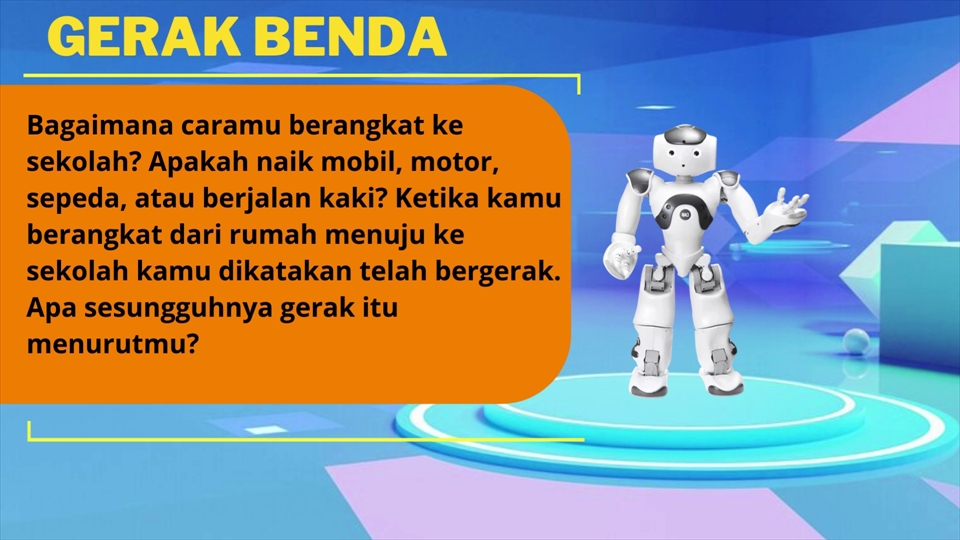 GERAK BENDA
Bagaimana caramu berangkat ke
sekolah? Apakah naik mobil, motor,
sepeda, atau berjalan kaki? Ketika kamu
berangkat dari rumah menuju ke
sekolah kamu dikatakan telah bergerak.
Apa sesungguhnya gerak itu
menurutmu?